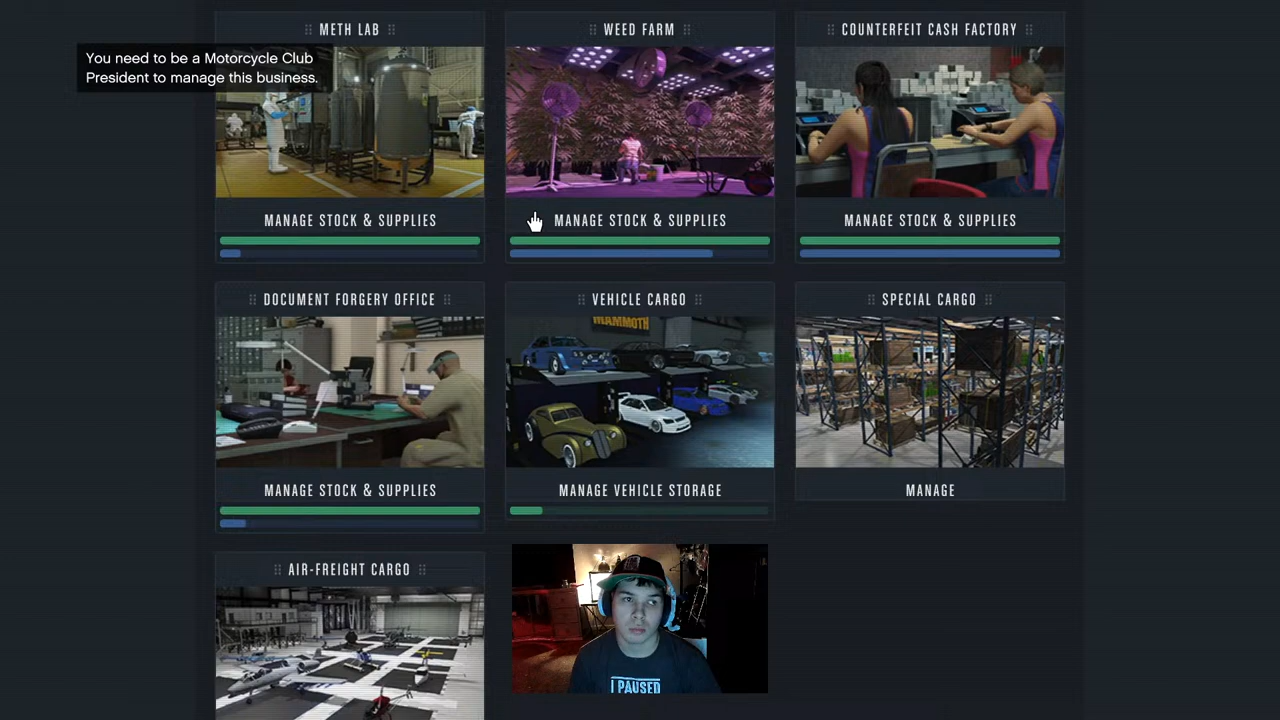 METH LAB
WEED FARM
COUNTERFEIT CASH FACTORY
You need to be a Motorcycle Club
President to manage this business.
MANAGE STOCK & SUPPLIES
MANAGE STOCK & SUPPLIES
MANAGE STOCK & SUPPLIES
DOCUMENT FORGERY OFFICE
VEHICLE CARGO
SPECIAL CARGO
MAMMOTH
MANAGE STOCK & SUPPLIES
MANAGE VEHICLE STORAGE
MANAGE
AIR-FREIGHT CARGO
I PAUSED